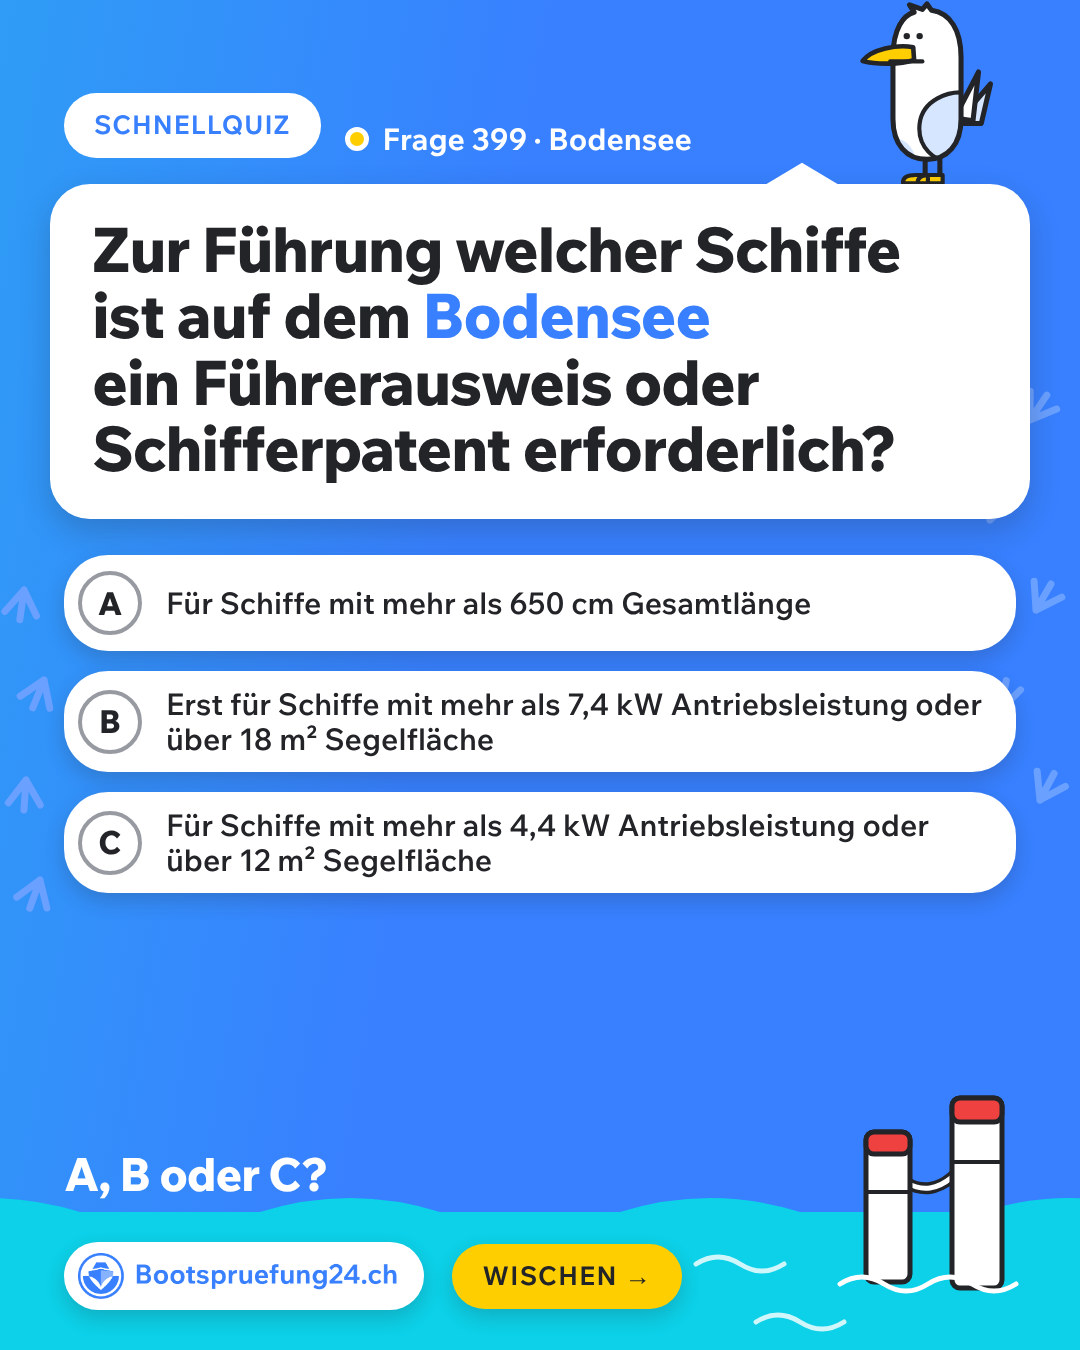 SCHNELLQUIZ
Frage 399 · Bodensee
Zur Führung welcher Schiffe
ist auf dem Bodensee
ein Führerausweis oder
Schifferpatent erforderlich?
A
Für Schiffe mit mehr als 650 cm Gesamtlänge
B
Erst für Schiffe mit mehr als 7,4 kW Antriebsleistung oder
über 18 m² Segelfläche
C
Für Schiffe mit mehr als 4,4 kW Antriebsleistung oder
über 12 m² Segelfläche
A, B oder C?
Bootspruefung24.ch
WISCHEN →